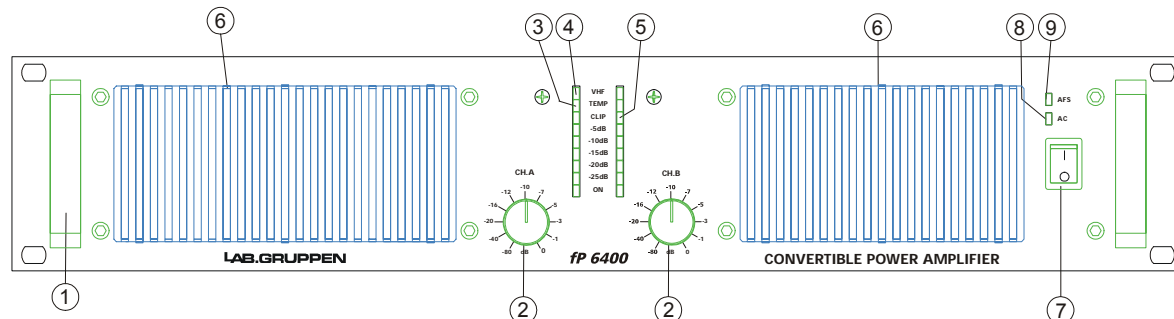 6 3 4 5 6 8 9
VHF
TEMP
CLIP
-5dB
-10dB
-15dB
-20dB
-25dB
ON
AFS
AC
CH.A
-10
-12 -7
-16 -5
-20 -3
-40 -1
-80 dB 0
CH.B
-10
-12 -7
-16 -5
-20 -3
-40 -1
-80 dB 0
LAB.GRUPPEN
fP 6400
CONVERTIBLE POWER AMPLIFIER
1 2 2 7